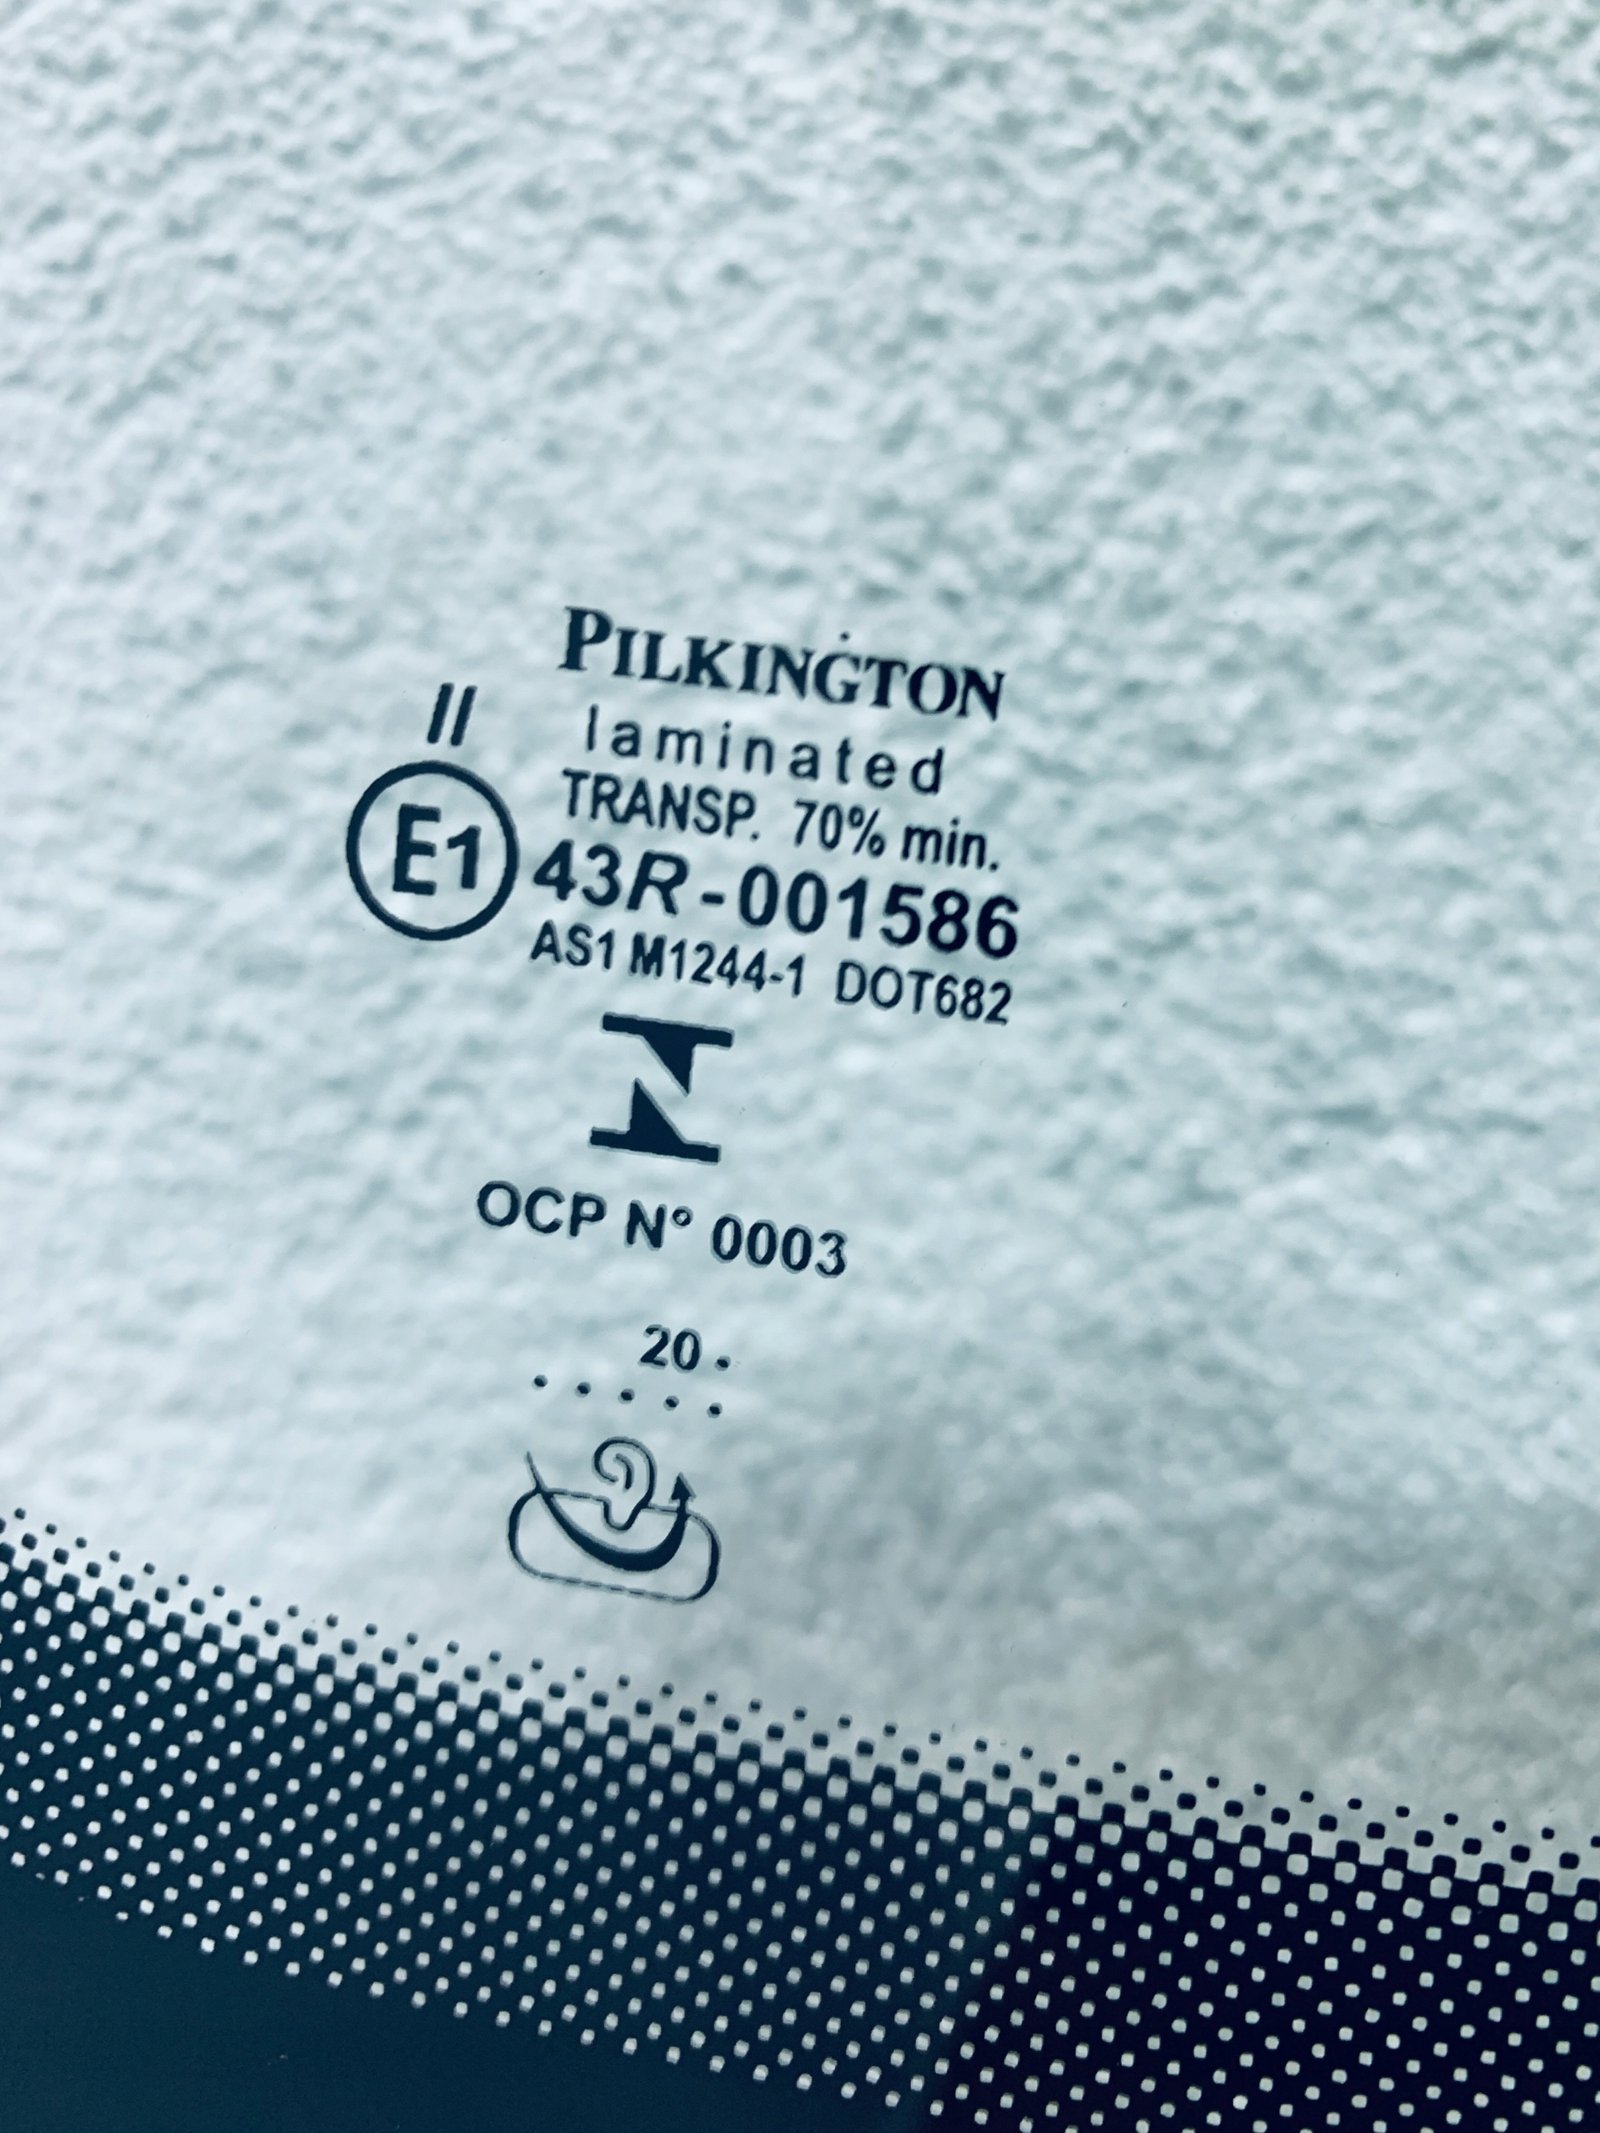 PILKINGTON
II
laminated
TRANSP. 70% min.
E1 43R-001586
AS1 M1244-1 DOT682
OCP N° 0003
20 .
. . . . .